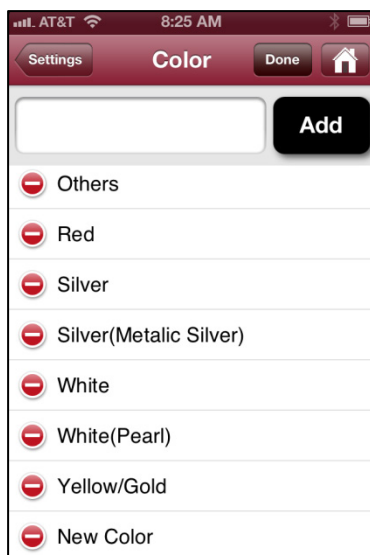 AT&T 8:25 AM
Settings Color Done
Add
Others
Red
Silver
Silver(Metalic Silver)
White
White(Pearl)
Yellow/Gold
New Color